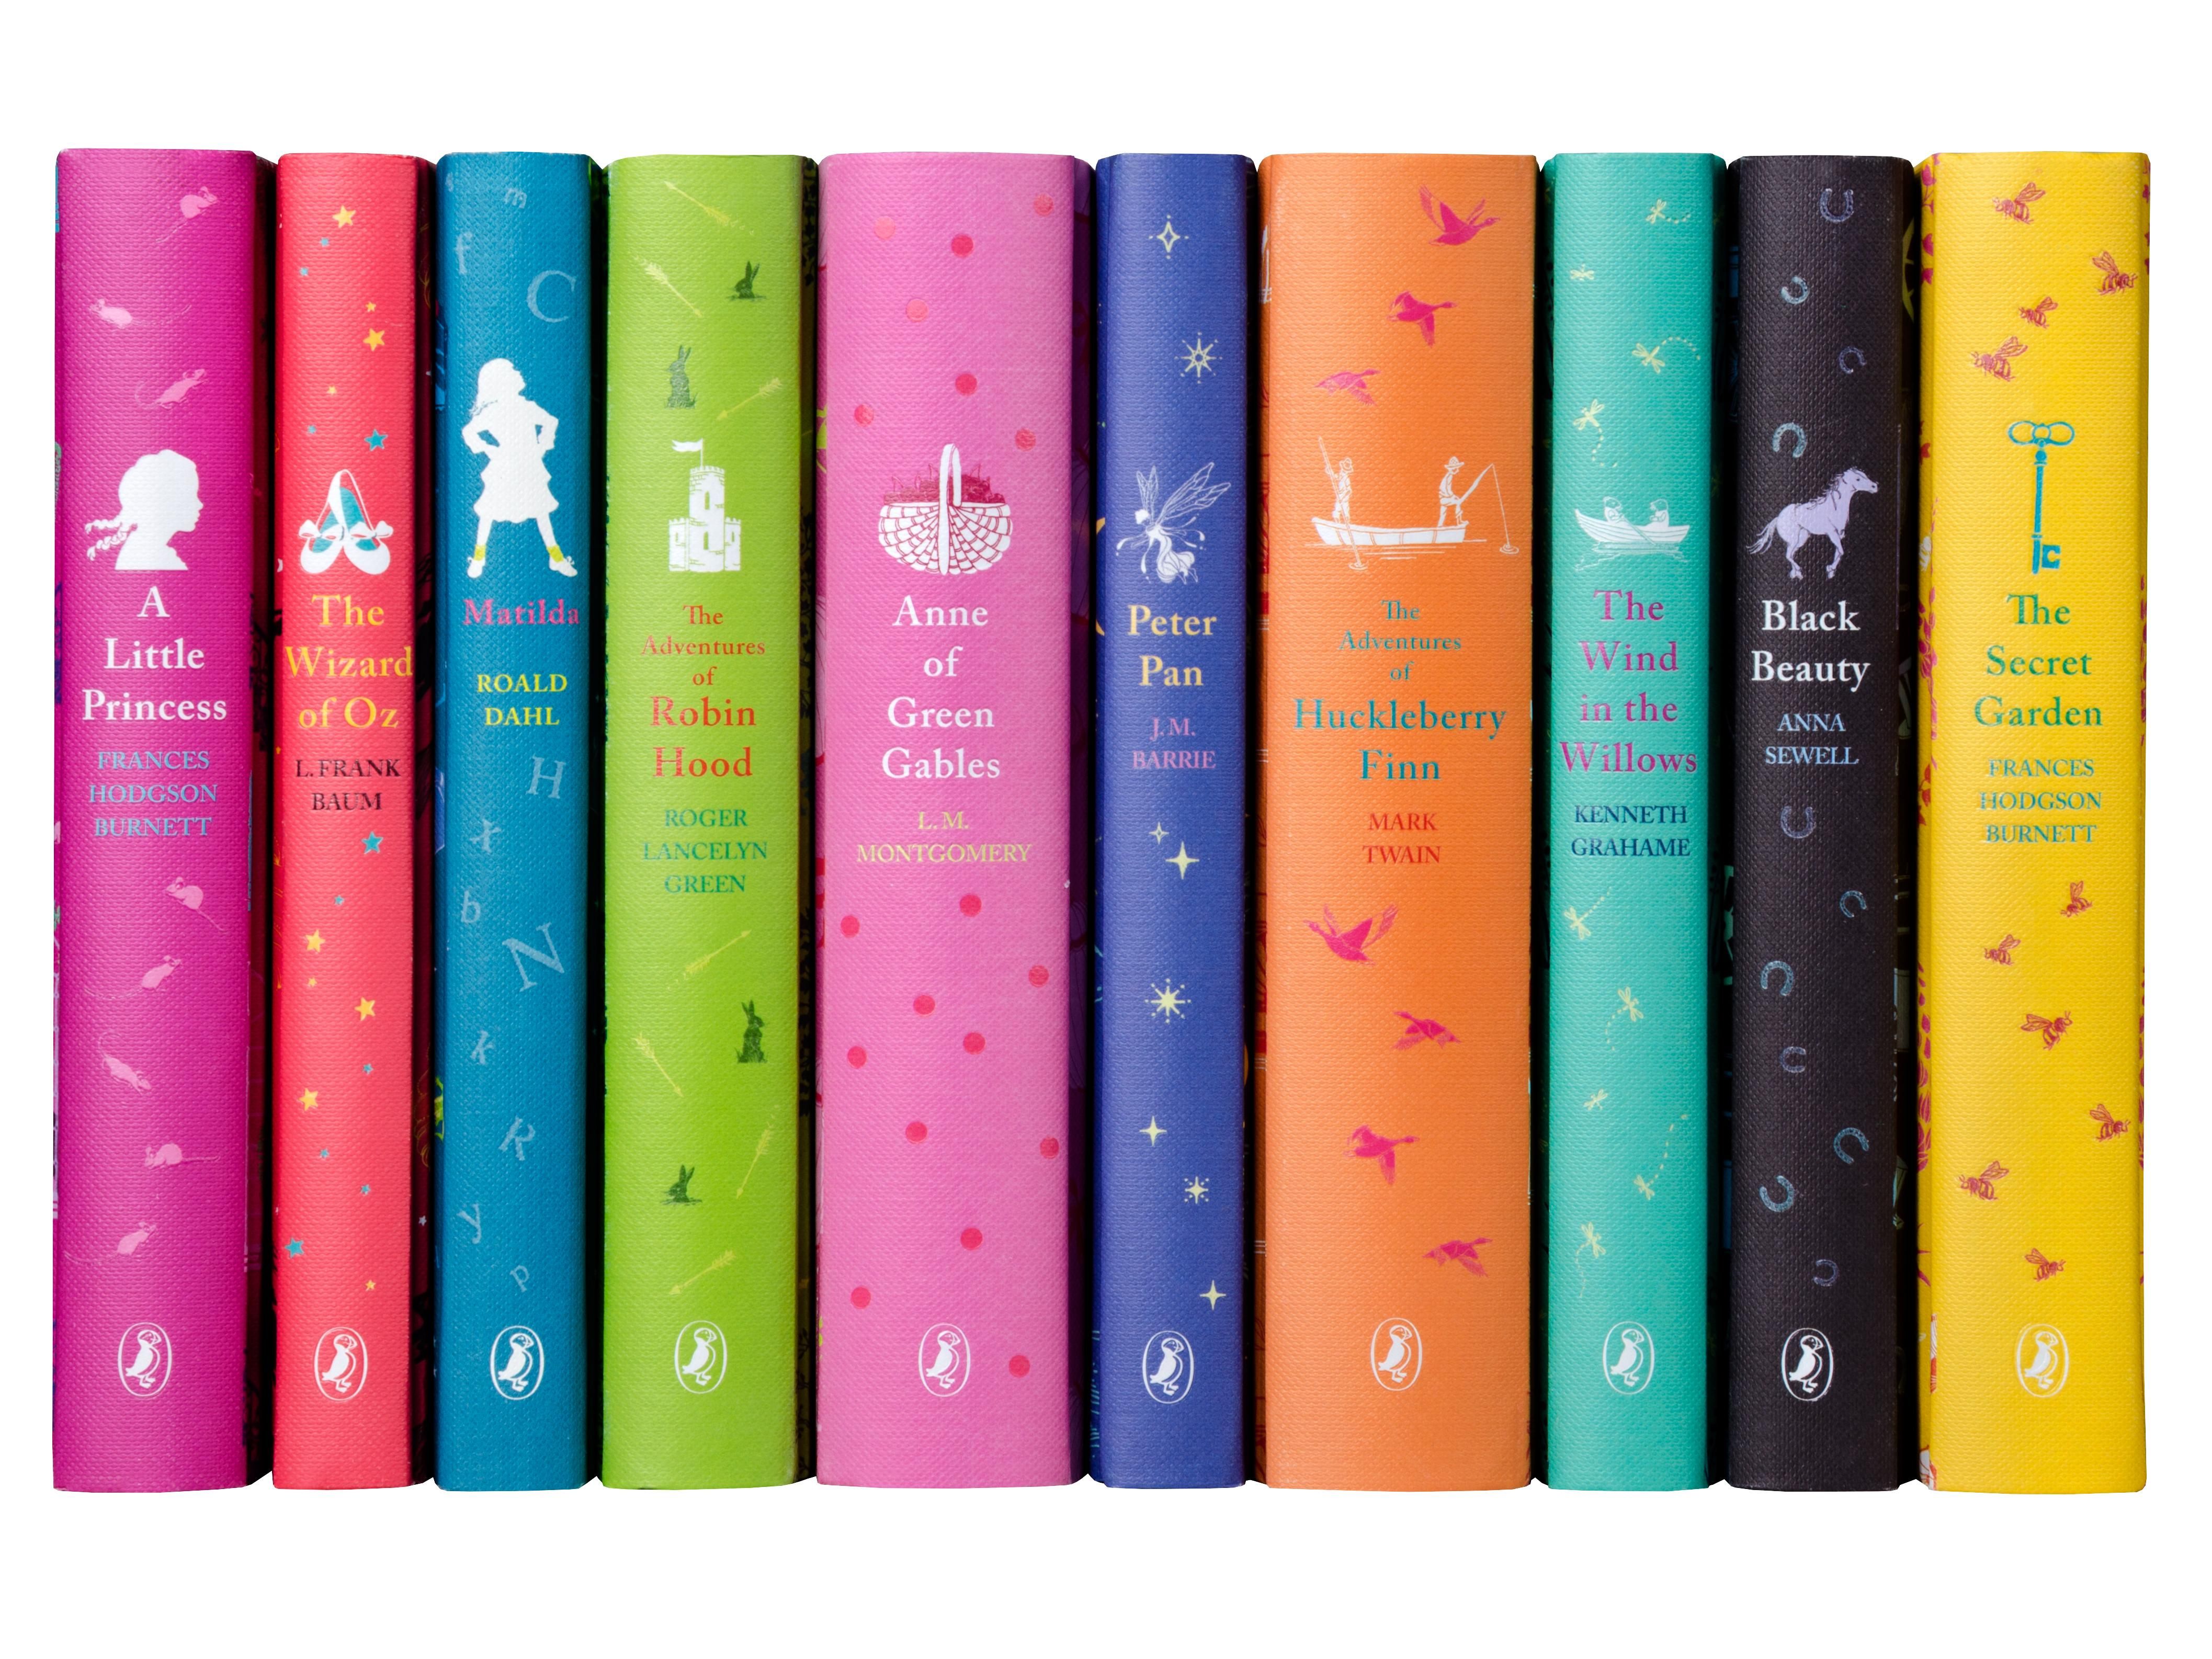 A
Little
Princess
FRANCES
HODGSON
BURNETT
The
Wizard
of Oz
L. FRANK
BAUM
m
f
C
Matilda
ROALD
DAHL
H
x
b
N
k
R
y
p
The
Adventures
of
Robin
Hood
ROGER
LANCELYN
GREEN
Anne
of
Green
Gables
L. M.
MONTGOMERY
Peter
Pan
J. M.
BARRIE
The
Adventures
of
Huckleberry
Finn
MARK
TWAIN
The
Wind
in the
Willows
KENNETH
GRAHAME
Black
Beauty
ANNA
SEWELL
The
Secret
Garden
FRANCES
HODGSON
BURNETT